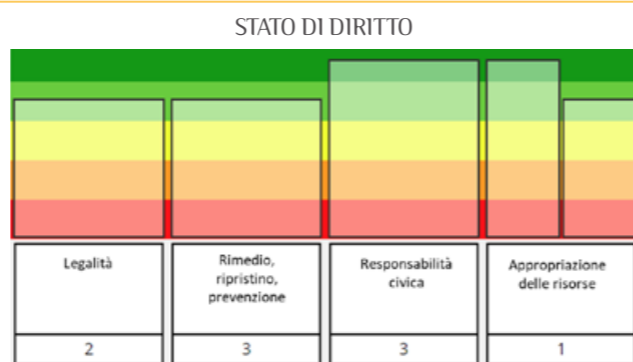 STATO DI DIRITTO
Legalità
Rimedio,
ripristino,
prevenzione
Responsabilità
civica
Appropriazione
delle risorse
2
3
3
1